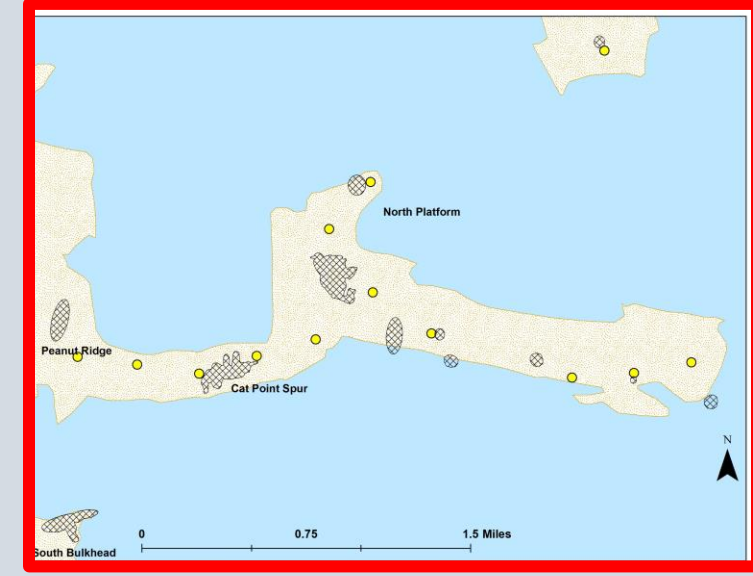 North Platform
Peanut Ridge
Cat Point Spur
N
0 0.75 1.5 Miles
South Bulkhead